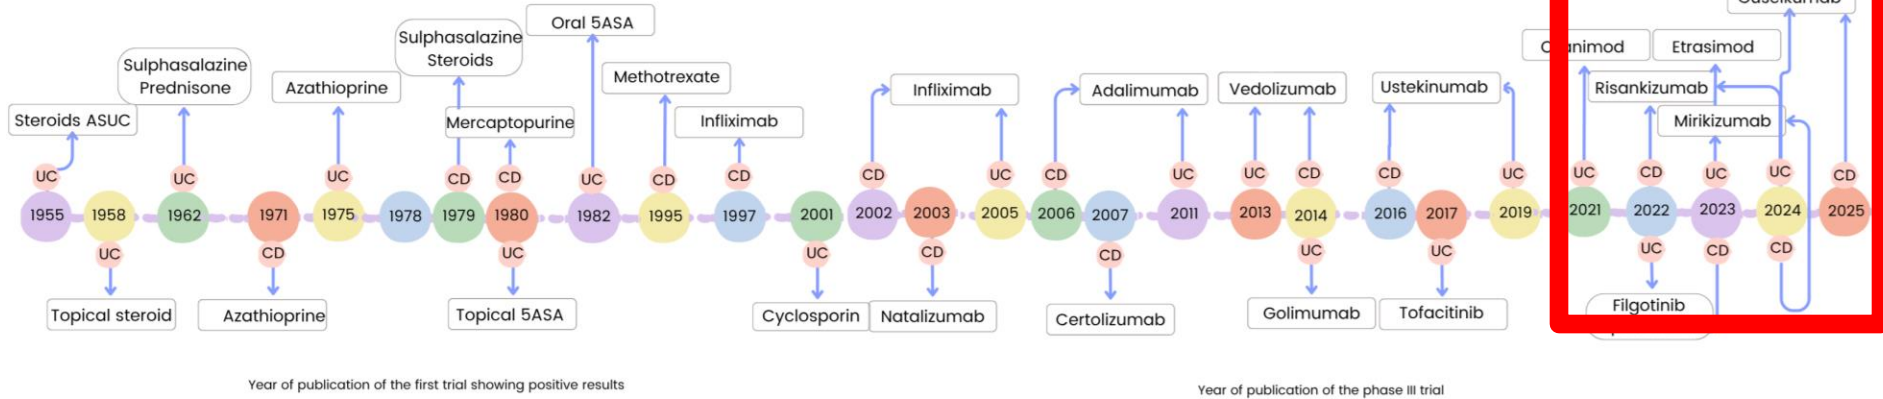 Steroids ASUC
Sulphasalazine
Prednisone
Azathioprine
Sulphasalazine
Steroids
Mercaptopurine
Oral 5ASA
Methotrexate
Infliximab
Infliximab
Adalimumab
Vedolizumab
Ustekinumab
Etrasimod
Risankizumab
Mirikizumab
UC UC UC CD CD UC CD CD CD UC CD UC UC CD CD UC UC CD UC UC CD
1955 1958 1962 1971 1975 1978 1979 1980 1982 1995 1997 2001 2002 2003 2005 2006 2007 2011 2013 2014 2016 2017 2019 2021 2022 2023 2024 2025
UC CD UC UC CD CD UC UC UC CD CD
Topical steroid
Azathioprine
Topical 5ASA
Cyclosporin
Natalizumab
Certolizumab
Golimumab
Tofacitinib
Filgotinib
Year of publication of the first trial showing positive results
Year of publication of the phase III trial